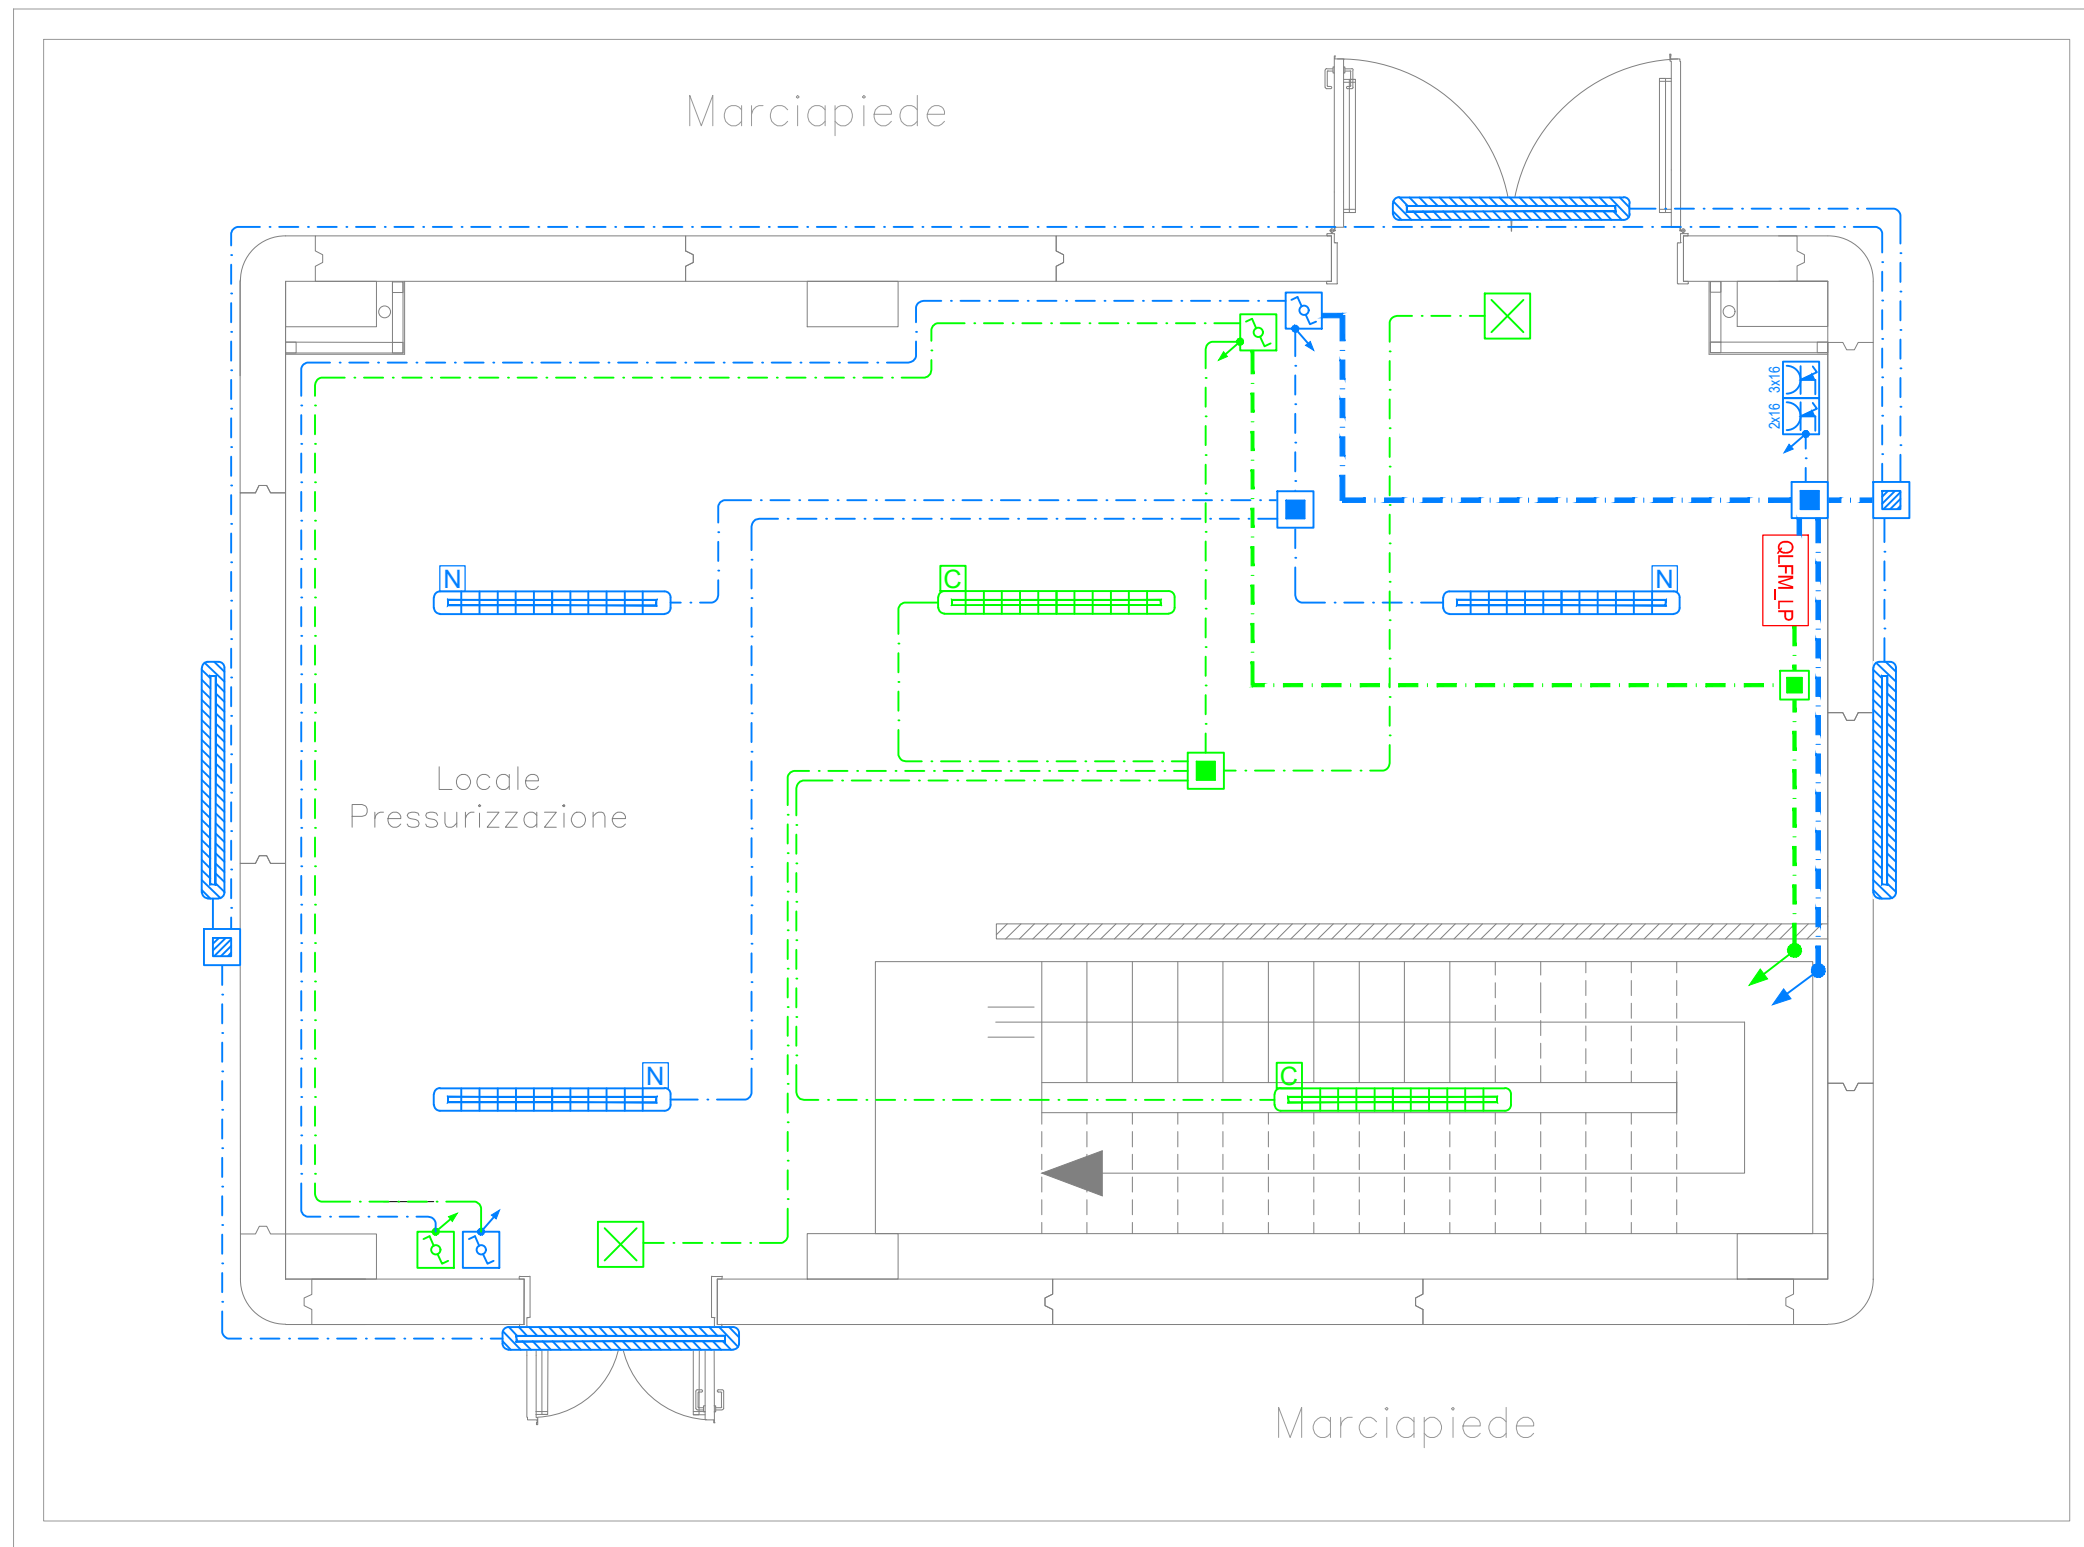 Marciapiede
3x16
2x16
QLFM_LP
N
C
N
Locale
Pressurizzazione
N
C
Marciapiede